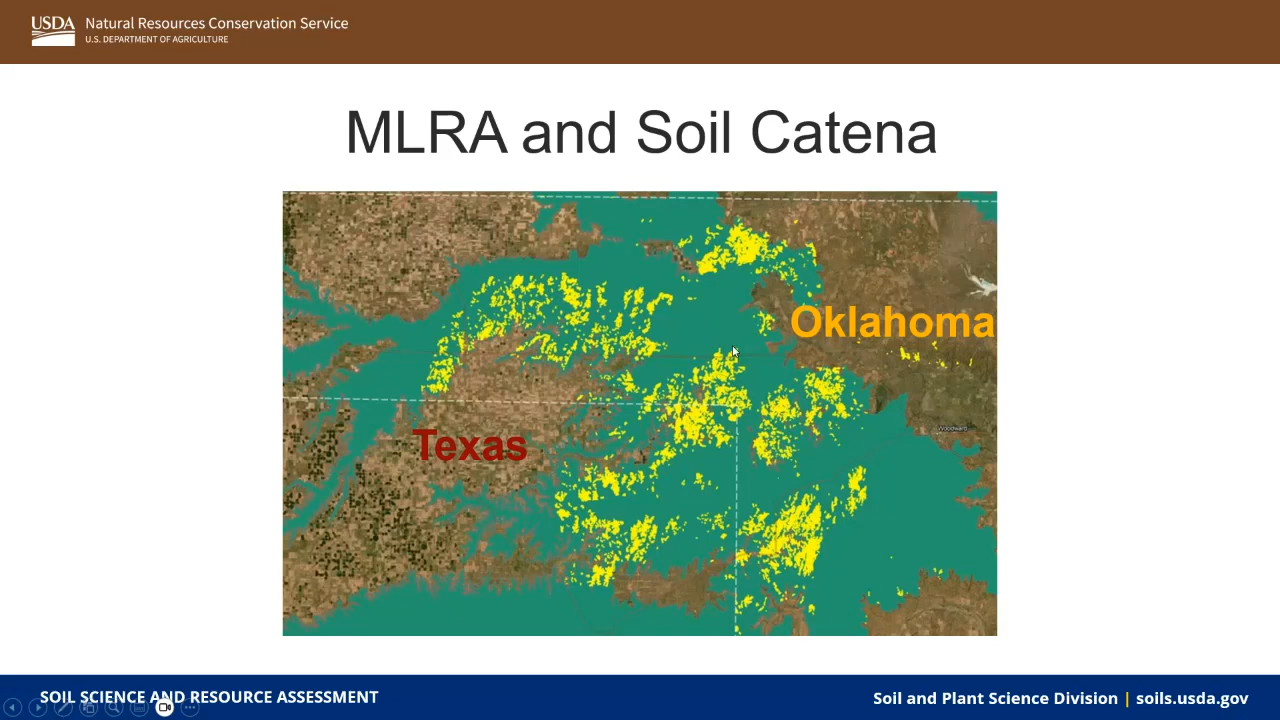 USDA
Natural Resources Conservation Service
U.S. DEPARTMENT OF AGRICULTURE
MLRA and Soil Catena
Oklahoma
Woodward
Texas
SOIL SCIENCE AND RESOURCE ASSESSMENT
Soil and Plant Science Division | soils.usda.gov